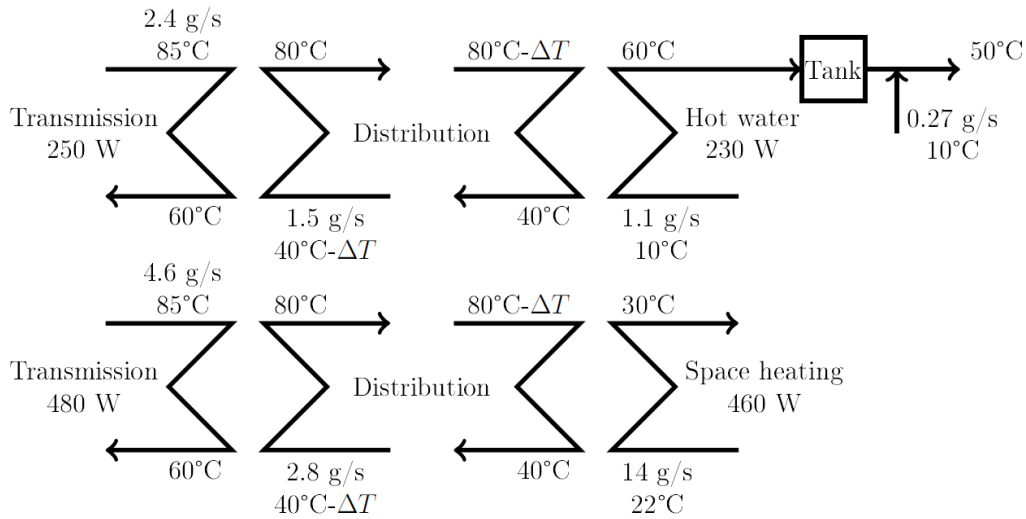 2.4 g/s
85°C
80°C
80°C-ΔT
60°C
50°C
Tank
Transmission
250 W
Distribution
Hot water
230 W
0.27 g/s
10°C
60°C
1.5 g/s
40°C-ΔT
40°C
1.1 g/s
10°C
4.6 g/s
85°C
80°C
80°C-ΔT
30°C
Transmission
480 W
Distribution
Space heating
460 W
60°C
2.8 g/s
40°C-ΔT
40°C
14 g/s
22°C